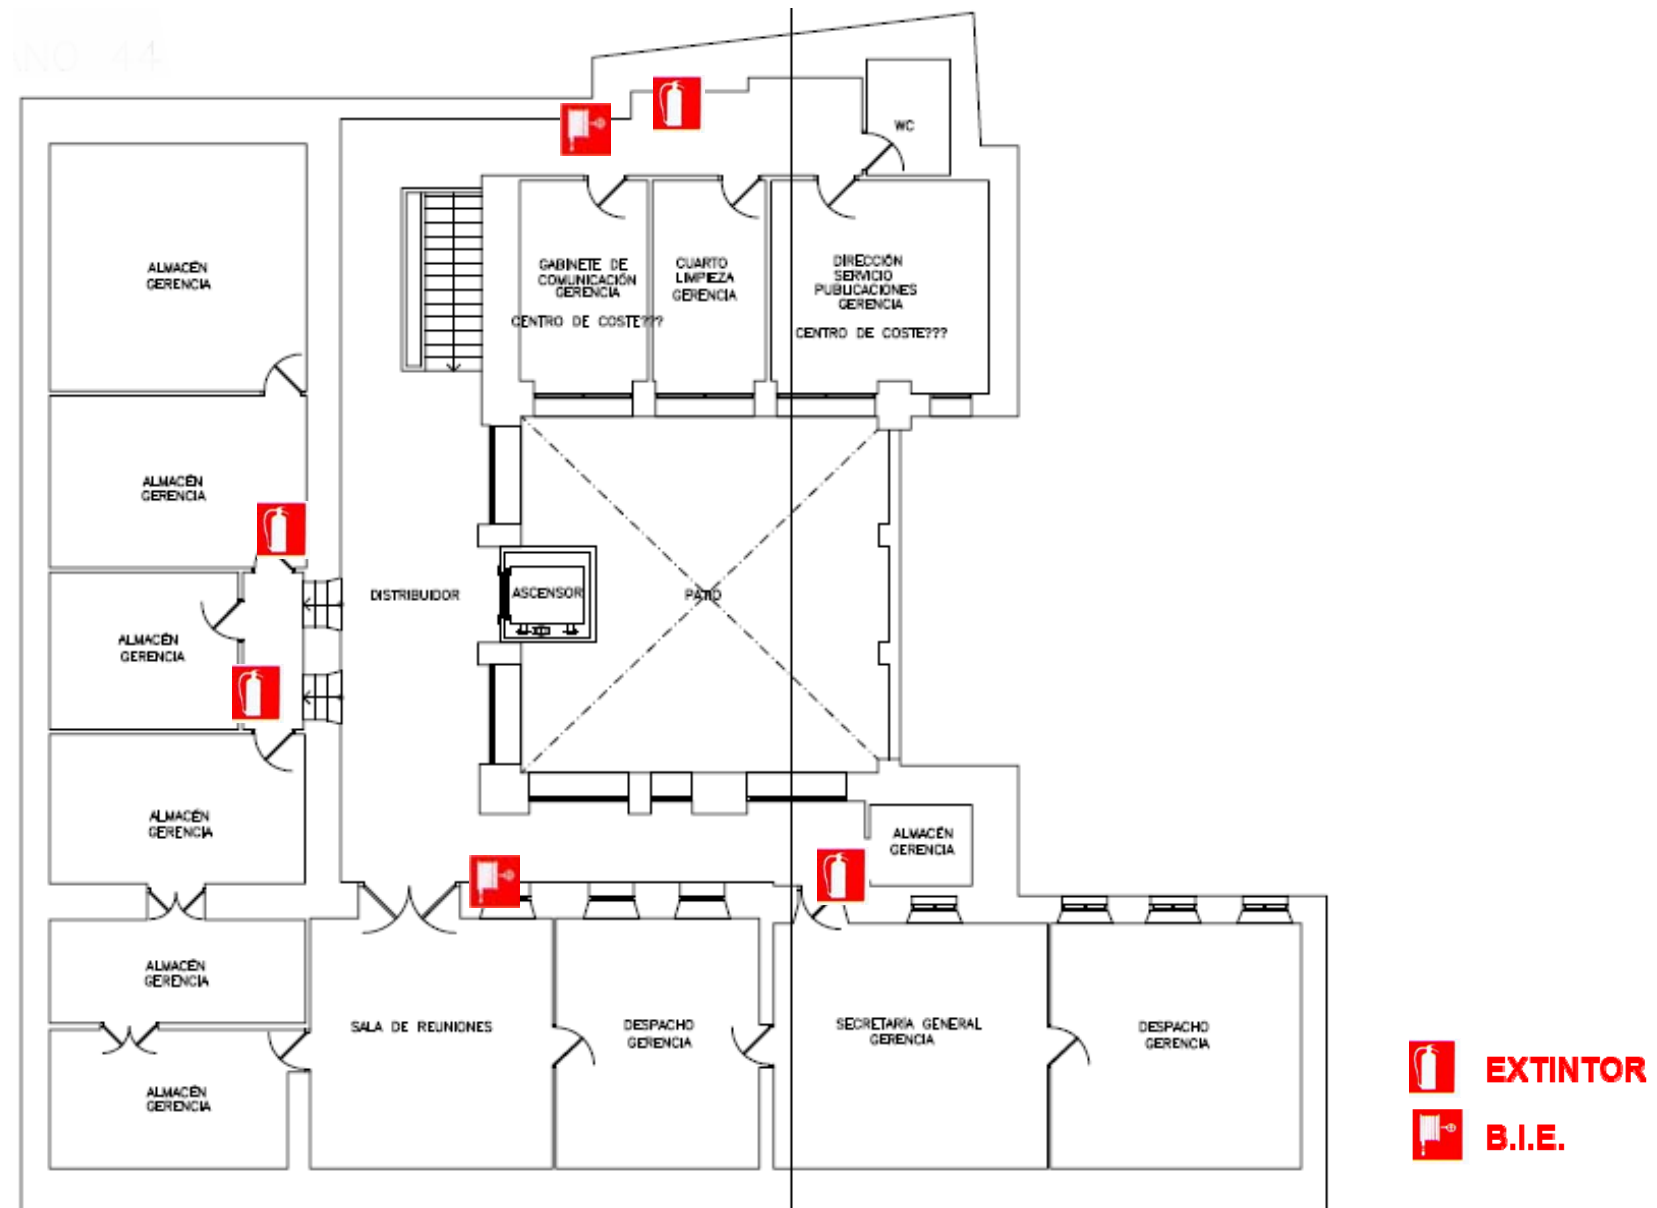 WC
ALMACÉN
GERENCIA
GABINETE DE
COMUNICACIÓN
GERENCIA
CENTRO DE COSTE???
CUARTO
LIMPIEZA
GERENCIA
DIRECCIÓN
SERVICIO
PUBLICACIONES
GERENCIA
CENTRO DE COSTE???
ALMACÉN
GERENCIA
DISTRIBUIDOR
ASCENSOR
PATIO
ALMACÉN
GERENCIA
ALMACÉN
GERENCIA
ALMACÉN
GERENCIA
ALMACÉN
GERENCIA
SALA DE REUNIONES
DESPACHO
GERENCIA
SECRETARIA GENERAL
GERENCIA
DESPACHO
GERENCIA
ALMACÉN
GERENCIA
EXTINTOR
B.I.E.